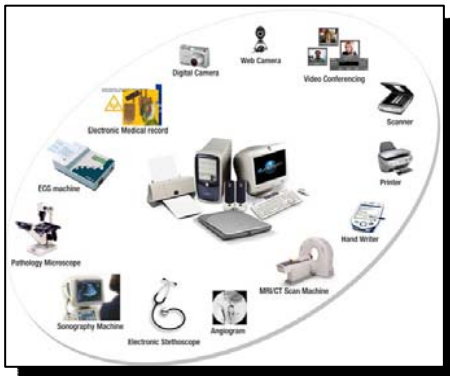 Web Camera
Digital Camera
Video Conferencing
Scanner
Electronic Medical record
Printer
ECG machine
Hand Writer
Pathology Microscope
MRI/CT Scan Machine
Sonography Machine
Angiogram
Electronic Stethoscope